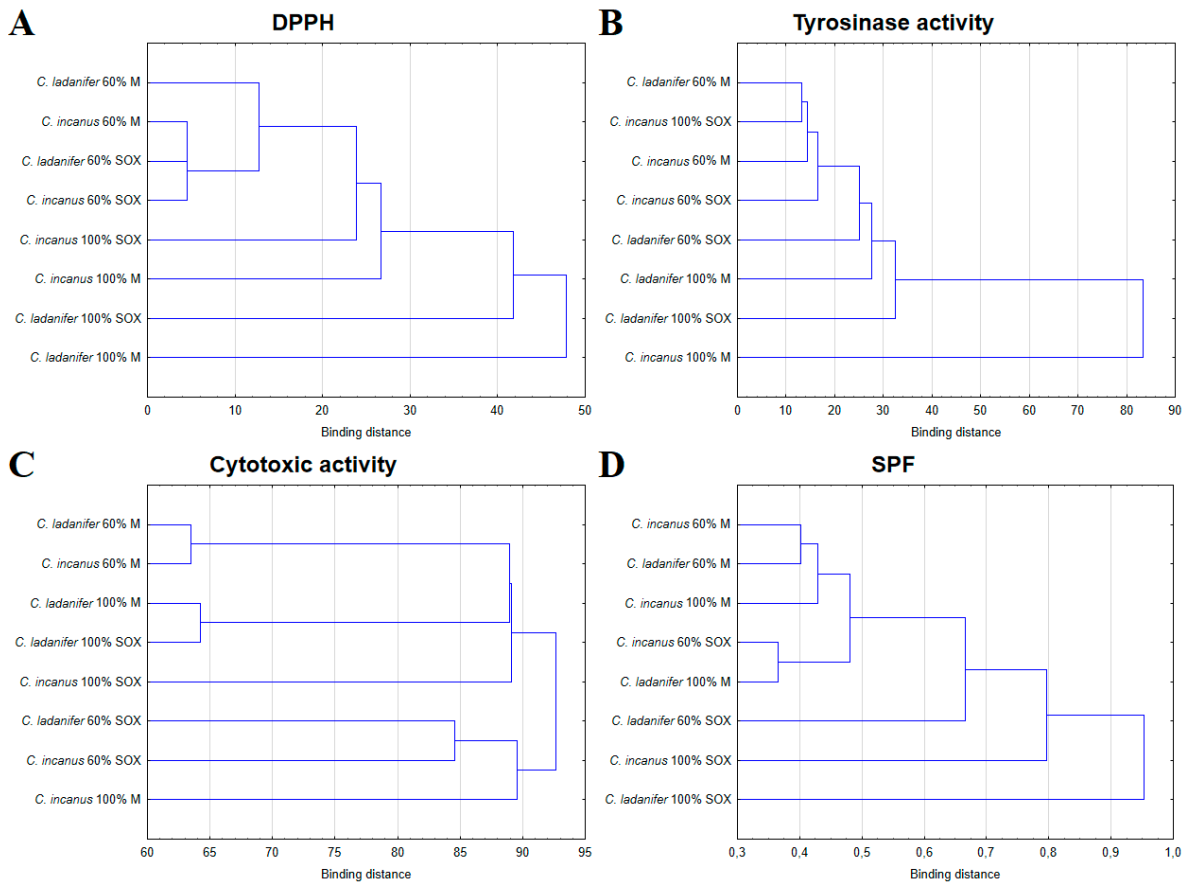 A
DPPH
C. ladanifer 60% M
C. incanus 60% M
C. ladanifer 60% SOX
C. incanus 60% SOX
C. incanus 100% SOX
C. incanus 100% M
C. ladanifer 100% SOX
C. ladanifer 100% M
0 10 20 30 40 50
Binding distance
B
Tyrosinase activity
C. ladanifer 60% M
C. incanus 100% SOX
C. incanus 60% M
C. incanus 60% SOX
C. ladanifer 60% SOX
C. ladanifer 100% M
C. ladanifer 100% SOX
C. incanus 100% M
0 10 20 30 40 50 60 70 80 90
Binding distance
C
Cytotoxic activity
C. ladanifer 60% M
C. incanus 60% M
C. ladanifer 100% M
C. ladanifer 100% SOX
C. incanus 100% SOX
C. ladanifer 60% SOX
C. incanus 60% SOX
C. incanus 100% M
60 65 70 75 80 85 90 95
Binding distance
D
SPF
C. incanus 60% M
C. ladanifer 60% M
C. incanus 100% M
C. incanus 60% SOX
C. ladanifer 100% M
C. ladanifer 60% SOX
C. incanus 100% SOX
C. ladanifer 100% SOX
0,3 0,4 0,5 0,6 0,7 0,8 0,9 1,0
Binding distance